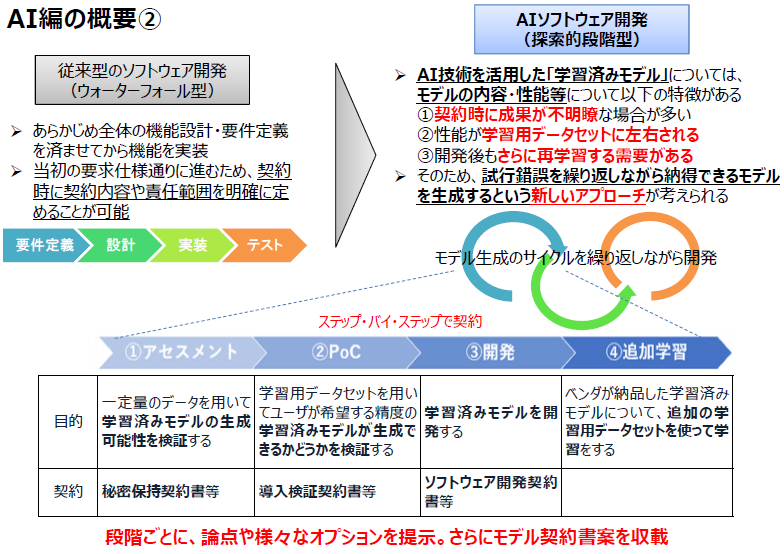 AI編の概要②
従来型のソフトウェア開発
（ウォーターフォール型）
➢ あらかじめ全体の機能設計・要件定義
を済ませてから機能を実装
➢ 当初の要求仕様通りに進むため、契約
時に契約内容や責任範囲を明確に定
めることが可能
要件定義 設計 実装 テスト
AIソフトウェア開発
（探索的段階型）
➢ AI技術を活用した「学習済みモデル」については、
モデルの内容・性能等について以下の特徴がある
①契約時に成果が不明瞭な場合が多い
②性能が学習用データセットに左右される
③開発後もさらに再学習する需要がある
➢ そのため、試行錯誤を繰り返しながら納得できるモデル
を生成するという新しいアプローチが考えられる
モデル生成のサイクルを繰り返しながら開発
ステップ・バイ・ステップで契約
①アセスメント ②PoC ③開発 ④追加学習
目的
一定量のデータを用いて
学習済みモデルの生成
可能性を検証する
学習用データセットを用い
てユーザが希望する精度の
学習済みモデルが生成で
きるかどうかを検証する
学習済みモデルを開
発する
ベンダが納品した学習済み
モデルについて、追加の学
習用データセットを使って学
習をする
契約
秘密保持契約書等
導入検証契約書等
ソフトウェア開発契約
書等
段階ごとに、論点や様々なオプションを提示。さらにモデル契約書案を収載